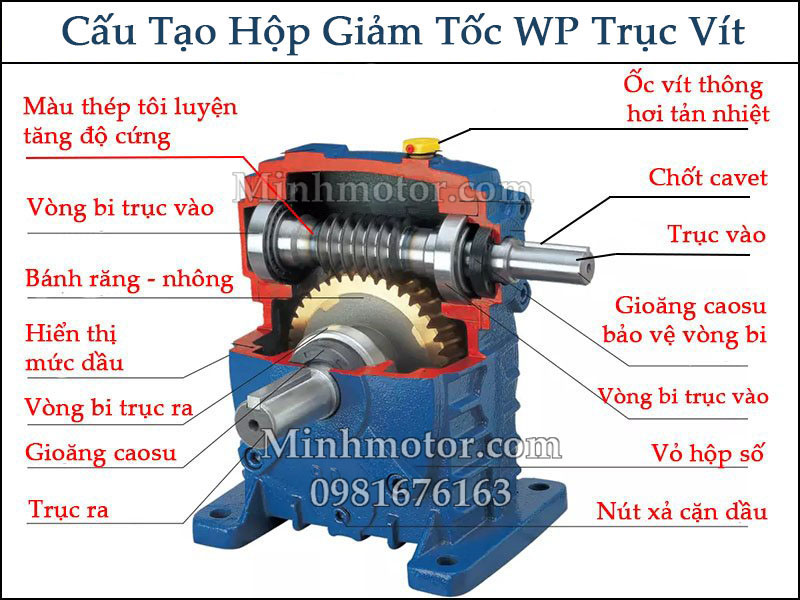 Cấu Tạo Hộp Giảm Tốc WP Trục Vít
Màu thép tôi luyện
tăng độ cứng
Vòng bi trục vào
Bánh răng - nhông
Hiển thị
mức dầu
Vòng bi trục ra
Gioăng caosu
Trục ra
Ốc vít thông
hơi tản nhiệt
Chốt cavet
Trục vào
Gioăng caosu
bảo vệ vòng bi
Vòng bi trục vào
Vỏ hộp số
Nút xả cặn dầu
Minhmotor.com
Minhmotor.com
0981676163